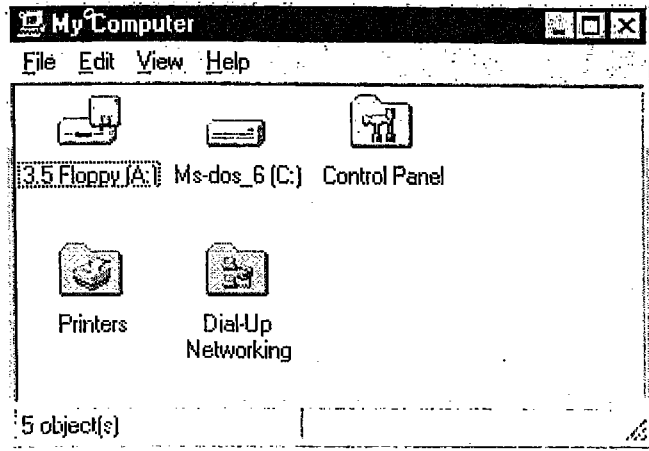 My Computer
File Edit View Help
3.5 Floppy (A:) Ms-dos_6 (C:) Control Panel
Printers Dial-Up
Networking
5 object(s)